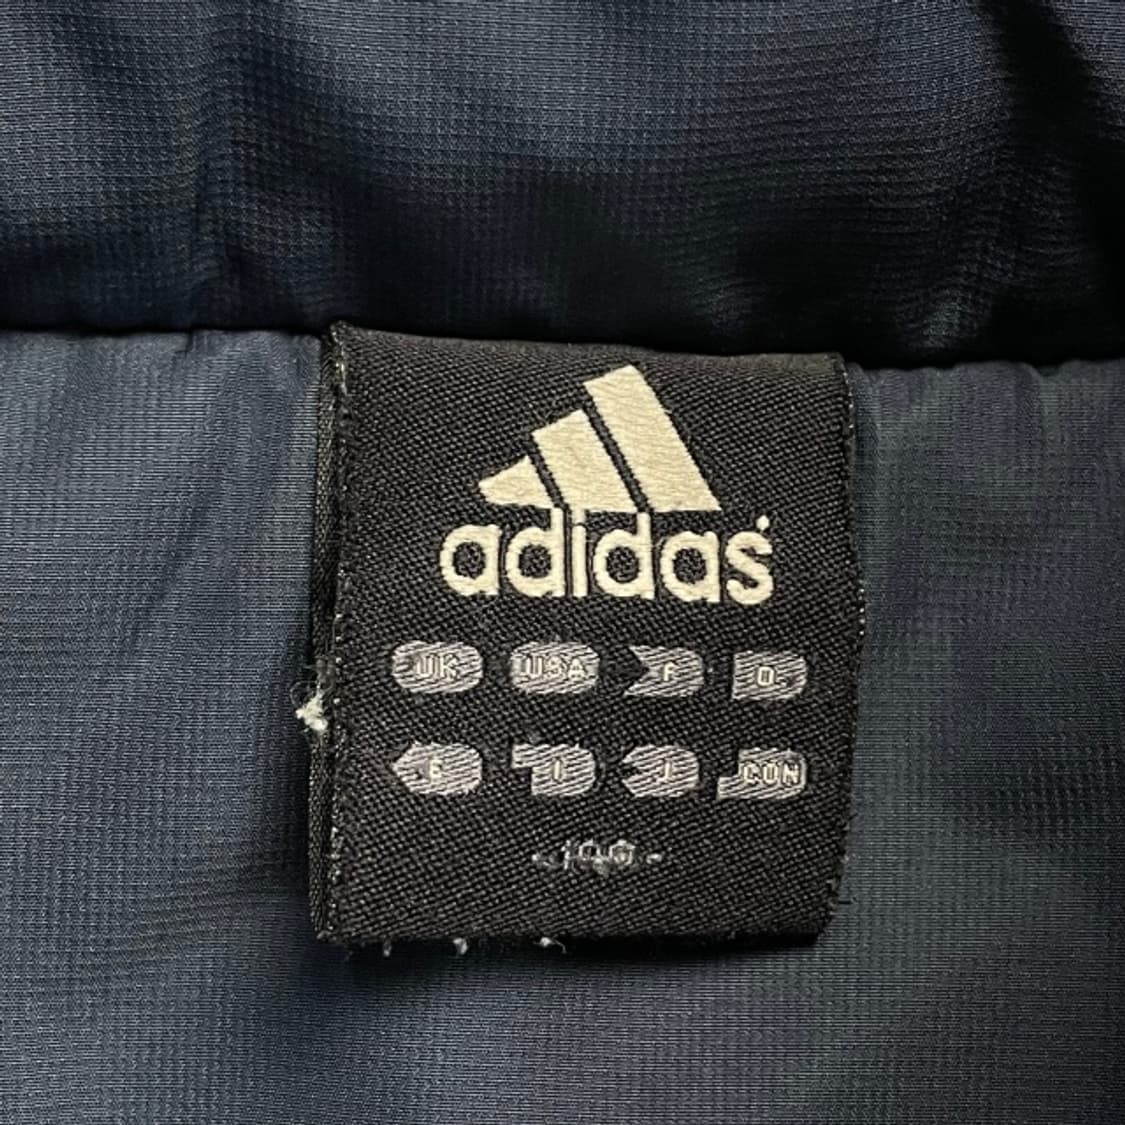 adidas
UK USA F D
E I J CON